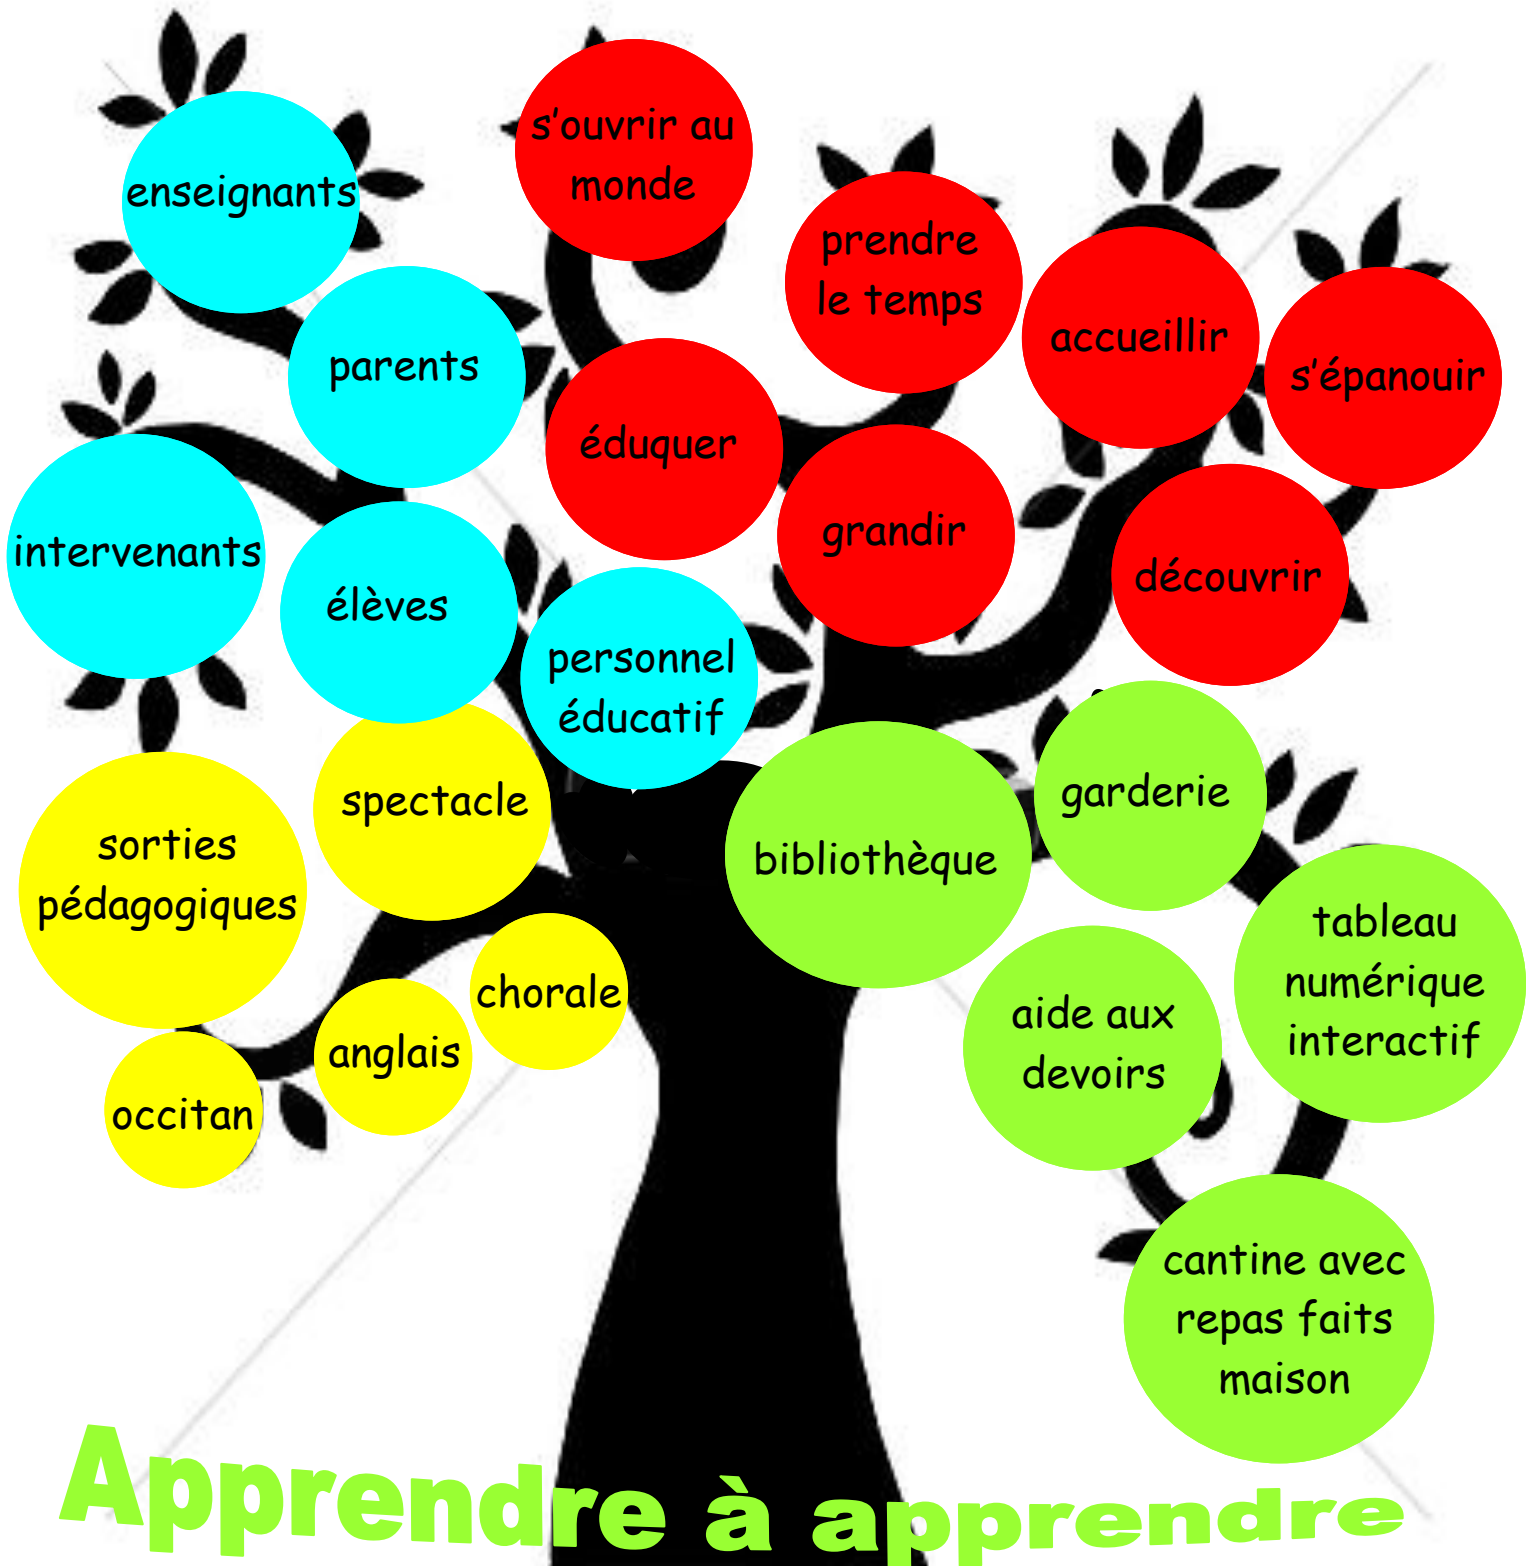 enseignants
s'ouvrir au
monde
prendre
le temps
accueillir
s'épanouir
parents
éduquer
grandir
découvrir
intervenants
élèves
personnel
éducatif
spectacle
sorties
pédagogiques
chorale
anglais
occitan
bibliothèque
garderie
tableau
numérique
interactif
aide aux
devoirs
cantine avec
repas faits
maison
Apprendre à apprendre